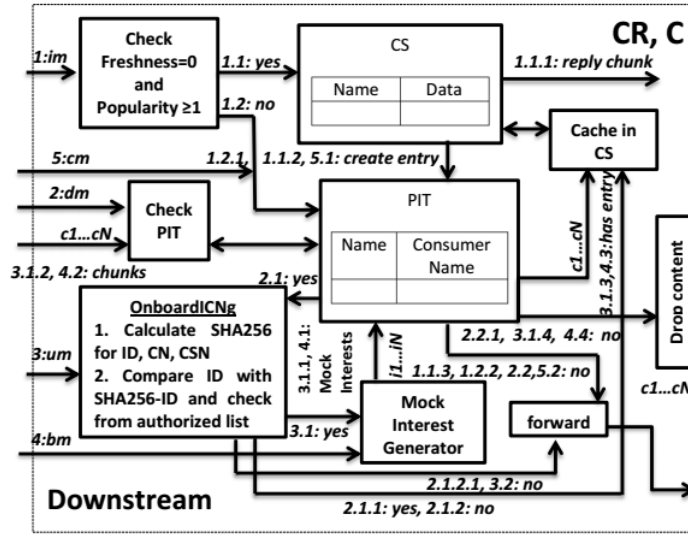 CR, C
1:im
Check
Freshness=0
and
Popularity ≥1
1.1: yes
1.2: no
CS
Name Data
1.1.1: reply chunk
Cache in
CS
5:cm
1.2.1, 1.1.2, 5.1: create entry
2:dm
Check
PIT
c1...cN
3.1.2, 4.2: chunks
PIT
Name Consumer
Name
2.1: yes
c1...cN
3.1.3,4.3:has entry
Drop content
c1...cN
OnboardICNg
1. Calculate SHA256
for ID, CN, CSN
2. Compare ID with
SHA256-ID and check
from authorized list
3:um
3.1.1, 4.1:
Mock
Interests
i1...iN
2.2.1, 3.1.4, 4.4: no
1.1.3, 1.2.2, 2.2,5.2: no
Mock
Interest
Generator
forward
3.1: yes
4:bm
2.1.2.1, 3.2: no
Downstream
2.1.1: yes, 2.1.2: no